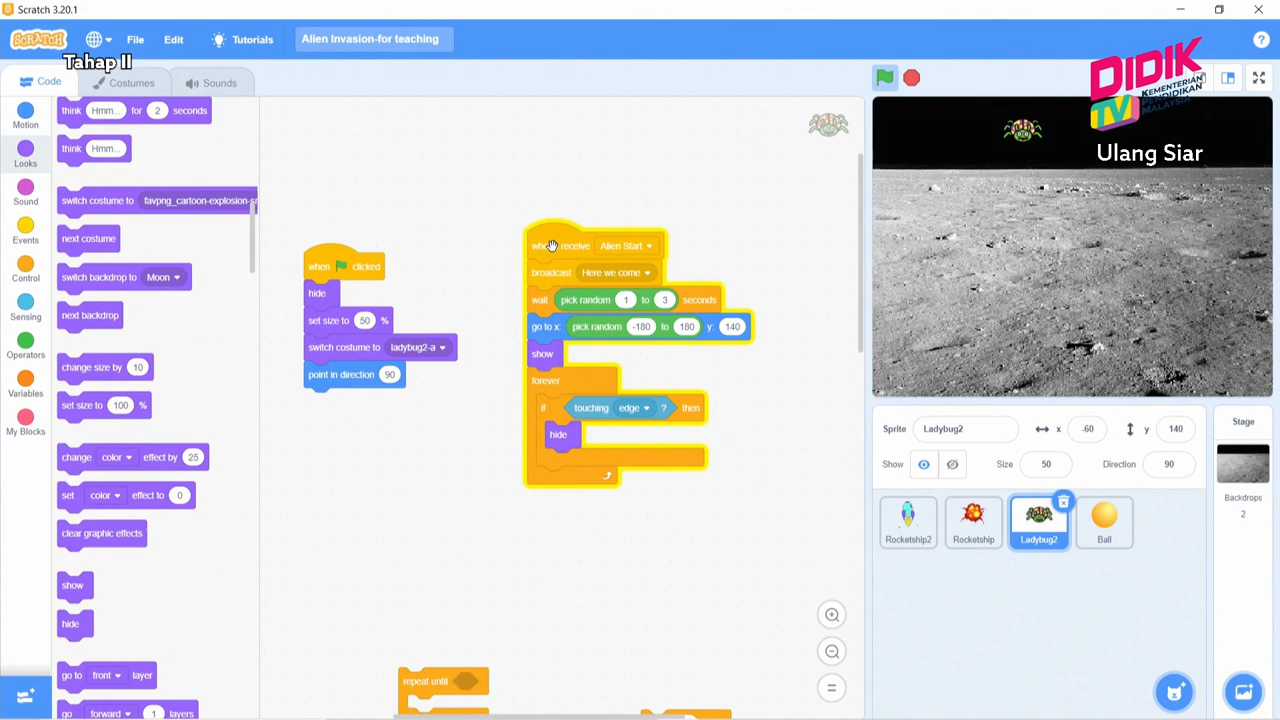 Scratch 3.20.1
SCRATCH
File
Edit
Tutorials
Alien Invasion-for teaching
Tahap II
Code
Costumes
Sounds
DIDIK
TV
KEMENTERIAN
PENDIDIKAN
MALAYSIA
Ulang Siar
Motion
Looks
Sound
Events
Control
Sensing
Operators
Variables
My Blocks
think Hmm... for 2 seconds
think Hmm...
switch costume to favpng_cartoon-explosion-sr
next costume
switch backdrop to Moon
next backdrop
change size by 10
set size to 100 %
change color effect by 25
set color effect to 0
clear graphic effects
show
hide
go to front layer
go forward 1 layers
when clicked
hide
set size to 50 %
switch costume to ladybug2-a
point in direction 90
receive Alien Start
broadcast Here we come
wait pick random 1 to 3 seconds
go to x: pick random -180 to 180 y: 140
show
forever
if touching edge ? then
hide
repeat until
Sprite Ladybug2 x -60 y 140
Show Size 50 Direction 90
Rocketship2
Rocketship
Ladybug2
Ball
Stage
Backdrops
2